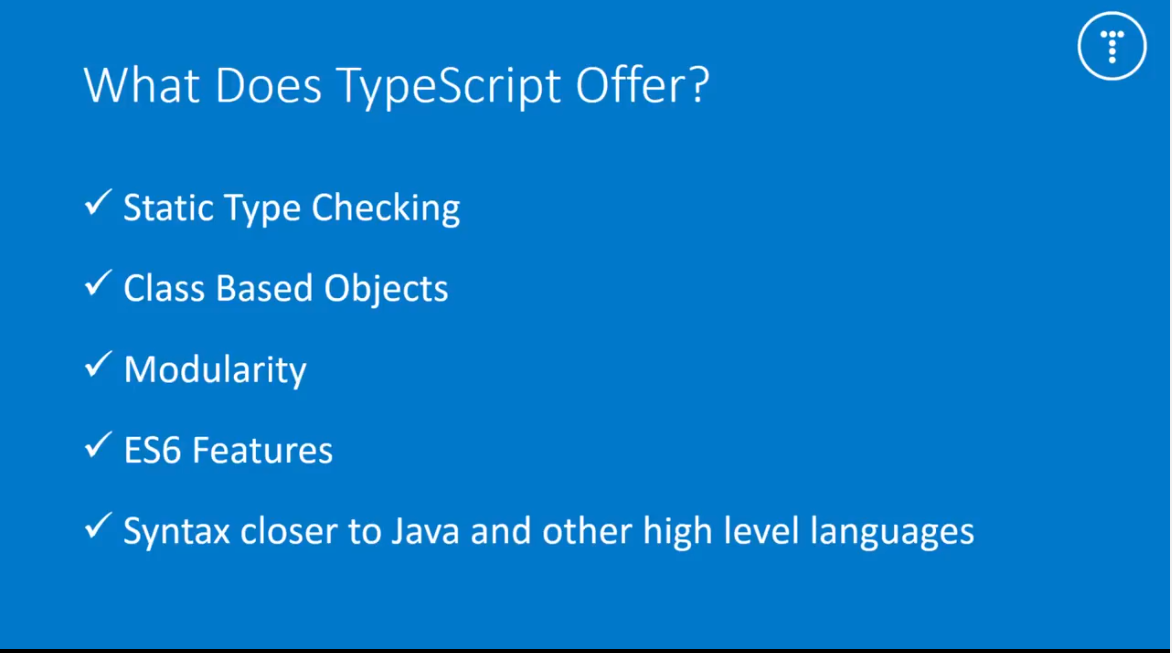 What Does TypeScript Offer?
✓ Static Type Checking
✓ Class Based Objects
✓ Modularity
✓ ES6 Features
✓ Syntax closer to Java and other high level languages